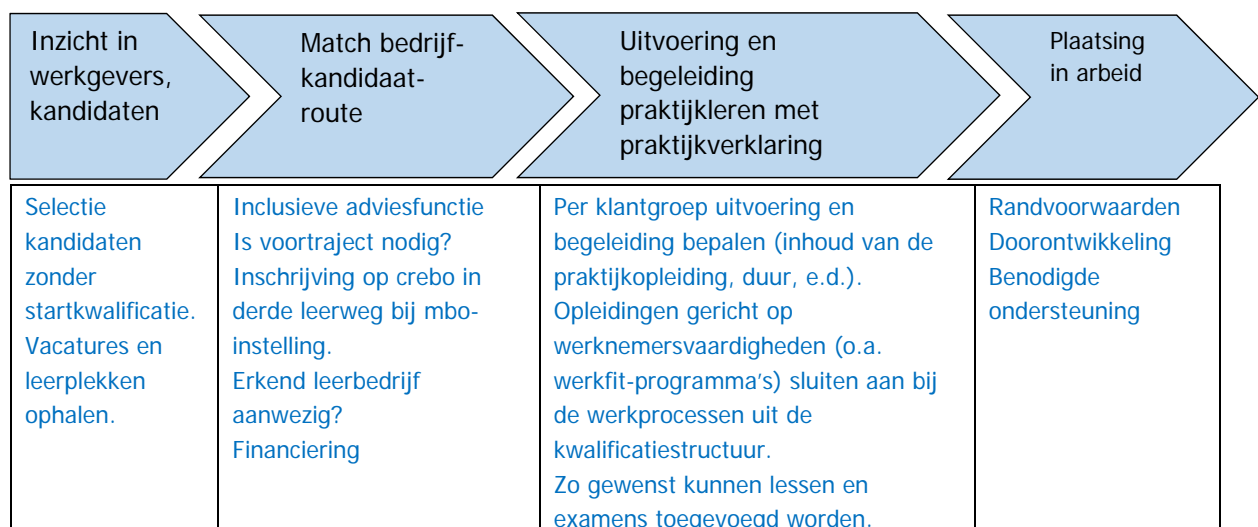 Inzicht in
werkgevers,
kandidaten
Match bedrijf-
kandidaat-
route
Uitvoering en
begeleiding
praktijkleren met
praktijkverklaring
Plaatsing
in arbeid
Selectie
kandidaten
zonder
startkwalificatie.
Vacatures en
leerplekken
ophalen.
Inclusieve adviesfunctie
Is voortraject nodig?
Inschrijving op crebo in
derde leerweg bij mbo-
instelling.
Erkend leerbedrijf
aanwezig?
Financiering
Per klantgroep uitvoering en
begeleiding bepalen (inhoud van de
praktijkopleiding, duur, e.d.).
Opleidingen gericht op
werknemersvaardigheden (o.a.
werkfit-programma's) sluiten aan bij
de werkprocessen uit de
kwalificatiestructuur.
Zo gewenst kunnen lessen en
examens toegevoegd worden.
Randvoorwaarden
Doorontwikkeling
Benodigde
ondersteuning